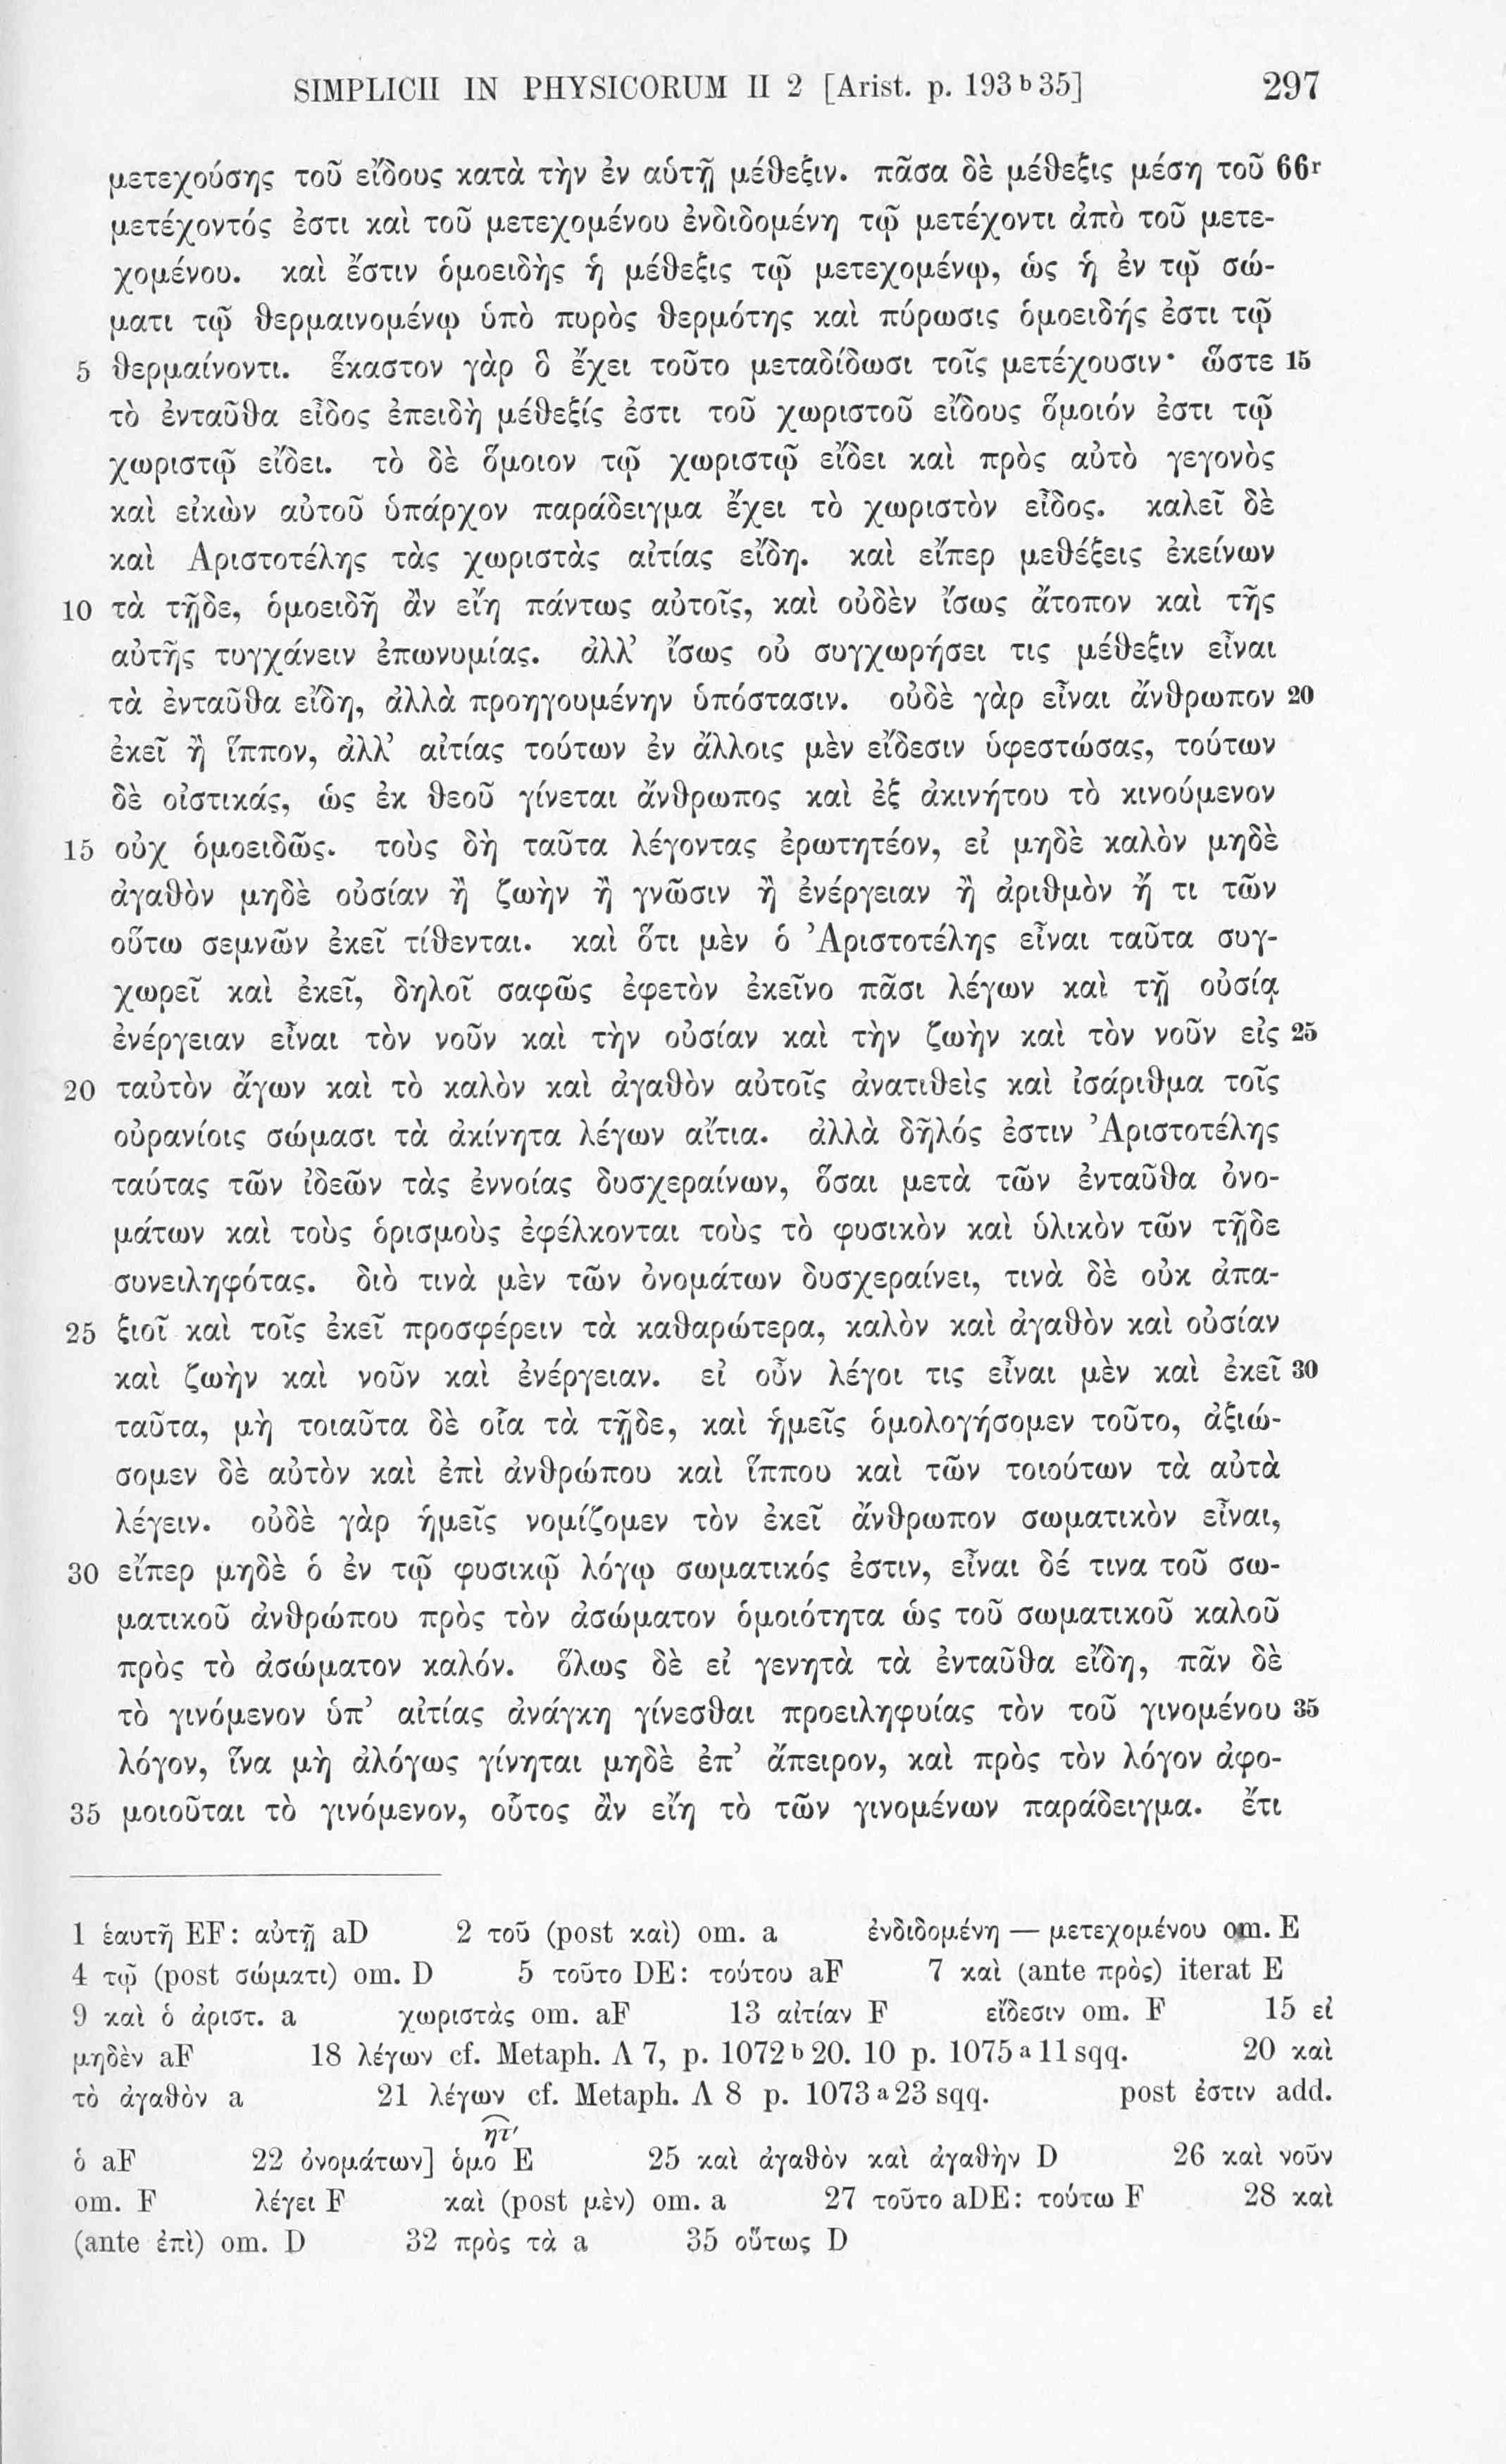 SIMPLICII IN PHYSICORUM II 2 [Arist. p. 193 b 35] 297
μετεχούσης τοῦ εἴδους κατὰ τὴν ἐν αὑτῇ μέθεξιν. πᾶσα δὲ μέθεξις μέση τοῦ 66r
μετέχοντός ἐστι καὶ τοῦ μετεχομένου ἐνδιδομένη τῷ μετέχοντι ἀπὸ τοῦ μετε-
χομένου. καὶ ἔστιν ὁμοειδὴς ἡ μέθεξις τῷ μετεχομένῳ, ὡς ἡ ἐν τῷ σώ-
ματι τῷ θερμαινομένῳ ὑπὸ πυρὸς θερμότης καὶ πύρωσις ὁμοειδής ἐστι τῷ
5 θερμαίνοντι. ἕκαστον γὰρ ὃ ἔχει τοῦτο μεταδίδωσι τοῖς μετέχουσιν· ὥστε 15
τὸ ἐνταῦθα εἶδος ἐπειδὴ μέθεξίς ἐστι τοῦ χωριστοῦ εἴδους ὅμοιόν ἐστι τῷ
χωριστῷ εἴδει. τὸ δὲ ὅμοιον τῷ χωριστῷ εἴδει καὶ πρὸς αὐτὸ γεγονὸς
καὶ εἰκὼν αὐτοῦ ὑπάρχον παράδειγμα ἔχει τὸ χωριστὸν εἶδος. καλεῖ δὲ
καὶ Ἀριστοτέλης τὰς χωριστὰς αἰτίας εἴδη. καὶ εἴπερ μεθέξεις ἐκείνων
10 τὰ τῇδε, ὁμοειδῆ ἂν εἴη πάντως αὐτοῖς, καὶ οὐδὲν ἴσως ἄτοπον καὶ τῆς
αὐτῆς τυγχάνειν ἐπωνυμίας. ἀλλ᾽ ἴσως οὐ συγχωρήσει τις μέθεξιν εἶναι
τὰ ἐνταῦθα εἴδη, ἀλλὰ προηγουμένην ὑπόστασιν. οὐδὲ γὰρ εἶναι ἄνθρωπον 20
ἐκεῖ ἢ ἵππον, ἀλλ᾽ αἰτίας τούτων ἐν ἄλλοις μὲν εἴδεσιν ὑφεστώσας, τούτων
δὲ οἰστικάς, ὡς ἐκ θεοῦ γίνεται ἄνθρωπος καὶ ἐξ ἀκινήτου τὸ κινούμενον
15 οὐχ ὁμοειδῶς. τοὺς δὴ ταῦτα λέγοντας ἐρωτητέον, εἰ μηδὲ καλὸν μηδὲ
ἀγαθὸν μηδὲ οὐσίαν ἢ ζωὴν ἢ γνῶσιν ἢ ἐνέργειαν ἢ ἀριθμὸν ἤ τι τῶν
οὕτω σεμνῶν ἐκεῖ τίθενται. καὶ ὅτι μὲν ὁ Ἀριστοτέλης εἶναι ταῦτα συγ-
χωρεῖ καὶ ἐκεῖ, δηλοῖ σαφῶς ἐφετὸν ἐκεῖνο πᾶσι λέγων καὶ τῇ οὐσίᾳ
ἐνέργειαν εἶναι τὸν νοῦν καὶ τὴν οὐσίαν καὶ τὴν ζωὴν καὶ τὸν νοῦν εἰς 25
20 ταὐτὸν ἄγων καὶ τὸ καλὸν καὶ ἀγαθὸν αὐτοῖς ἀνατιθεὶς καὶ ἰσάριθμα τοῖς
οὐρανίοις σώμασι τὰ ἀκίνητα λέγων αἴτια. ἀλλὰ δῆλός ἐστιν Ἀριστοτέλης
ταύτας τῶν ἰδεῶν τὰς ἐννοίας δυσχεραίνων, ὅσαι μετὰ τῶν ἐνταῦθα ὀνο-
μάτων καὶ τοὺς ὁρισμοὺς ἐφέλκονται τοὺς τὸ φυσικὸν καὶ ὑλικὸν τῶν τῇδε
συνειληφότας. διὸ τινὰ μὲν τῶν ὀνομάτων δυσχεραίνει, τινὰ δὲ οὐκ ἀπα-
25 ξιοῖ καὶ τοῖς ἐκεῖ προσφέρειν τὰ καθαρώτερα, καλὸν καὶ ἀγαθὸν καὶ οὐσίαν
καὶ ζωὴν καὶ νοῦν καὶ ἐνέργειαν. εἰ οὖν λέγοι τις εἶναι μὲν καὶ ἐκεῖ 30
ταῦτα, μὴ τοιαῦτα δὲ οἷα τὰ τῇδε, καὶ ἡμεῖς ὁμολογήσομεν τοῦτο, ἀξιώ-
σομεν δὲ αὐτὸν καὶ ἐπὶ ἀνθρώπου καὶ ἵππου καὶ τῶν τοιούτων τὰ αὐτὰ
λέγειν. οὐδὲ γὰρ ἡμεῖς νομίζομεν τὸν ἐκεῖ ἄνθρωπον σωματικὸν εἶναι,
30 εἴπερ μηδὲ ὁ ἐν τῷ φυσικῷ λόγῳ σωματικός ἐστιν, εἶναι δέ τινα τοῦ σω-
ματικοῦ ἀνθρώπου πρὸς τὸν ἀσώματον ὁμοιότητα ὡς τοῦ σωματικοῦ καλοῦ
πρὸς τὸ ἀσώματον καλόν. ὅλως δὲ εἰ γενητὰ τὰ ἐνταῦθα εἴδη, πᾶν δὲ
τὸ γινόμενον ὑπ᾽ αἰτίας ἀνάγκη γίνεσθαι προειληφυίας τὸν τοῦ γινομένου 35
λόγον, ἵνα μὴ ἀλόγως γίνηται μηδὲ ἐπ᾽ ἄπειρον, καὶ πρὸς τὸν λόγον ἀφο-
35 μοιοῦται τὸ γινόμενον, οὗτος ἂν εἴη τὸ τῶν γινομένων παράδειγμα. ἔτι
1 ἑαυτῇ EF: αὑτῇ aD 2 τοῦ (post καὶ) om. a ἐνδιδομένη — μετεχομένου om. E
4 τῷ (post σώματι) om. D 5 τοῦτο DE: τούτου aF 7 καὶ (ante πρὸς) iterat E
9 καὶ ὁ ἀριστ. a χωριστὰς om. aF 13 αἰτίαν F εἴδεσιν om. F 15 εἰ
μηδὲν aF 18 λέγων cf. Metaph. Λ 7, p. 1072 b 20. 10 p. 1075 a 11 sqq. 20 καὶ
τὸ ἀγαθὸν a 21 λέγων cf. Metaph. Λ 8 p. 1073 a 23 sqq. post ἐστιν add.
ὁ aF 22 ὀνομάτων] ὁμο ητ′ E 25 καὶ ἀγαθὸν καὶ ἀγαθὴν D 26 καὶ νοῦν
om. F λέγει F καὶ (post μὲν) om. a 27 τοῦτο aDE: τούτω F 28 καὶ
(ante ἐπὶ) om. D 32 πρὸς τὰ a 35 οὕτως D